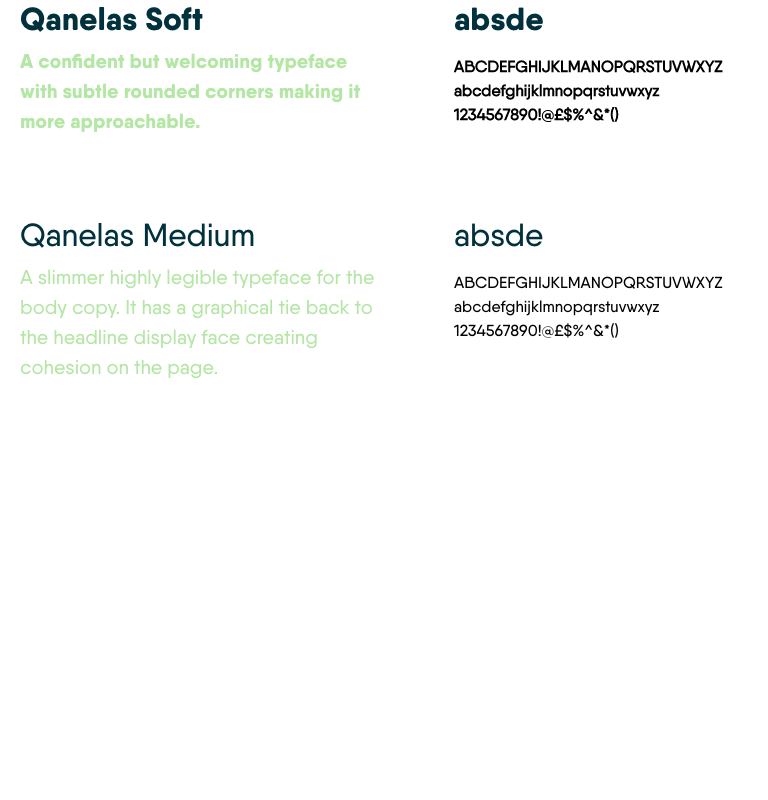 Qanelas Soft
A confident but welcoming typeface
with subtle rounded corners making it
more approachable.
absde
ABCDEFGHIJKLMANOPQRSTUVWXYZ
abcdefghijklmnopqrstuvwxyz
1234567890!@£$%^&*()
Qanelas Medium
A slimmer highly legible typeface for the
body copy. It has a graphical tie back to
the headline display face creating
cohesion on the page.
absde
ABCDEFGHIJKLMANOPQRSTUVWXYZ
abcdefghijklmnopqrstuvwxyz
1234567890!@£$%^&*()